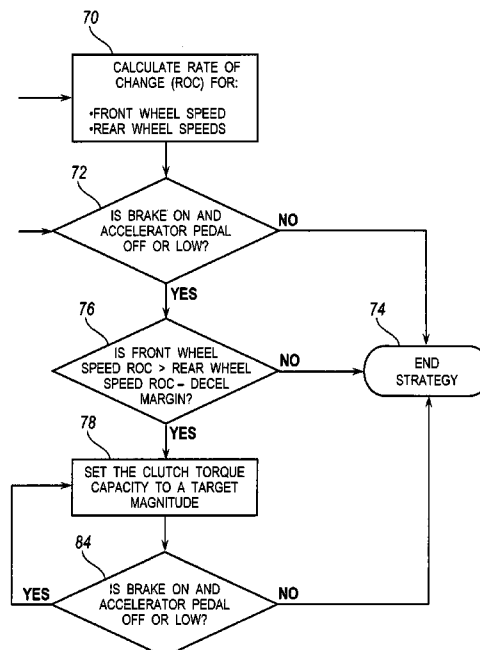 70
CALCULATE RATE OF
CHANGE (ROC) FOR:
•FRONT WHEEL SPEED
•REAR WHEEL SPEEDS
72
IS BRAKE ON AND
ACCELERATOR PEDAL
OFF OR LOW?
NO
YES
76
IS FRONT WHEEL
SPEED ROC > REAR WHEEL
SPEED ROC – DECEL
MARGIN?
NO
74
END
STRATEGY
YES
78
SET THE CLUTCH TORQUE
CAPACITY TO A TARGET
MAGNITUDE
84
YES
IS BRAKE ON AND
ACCELERATOR PEDAL
OFF OR LOW?
NO